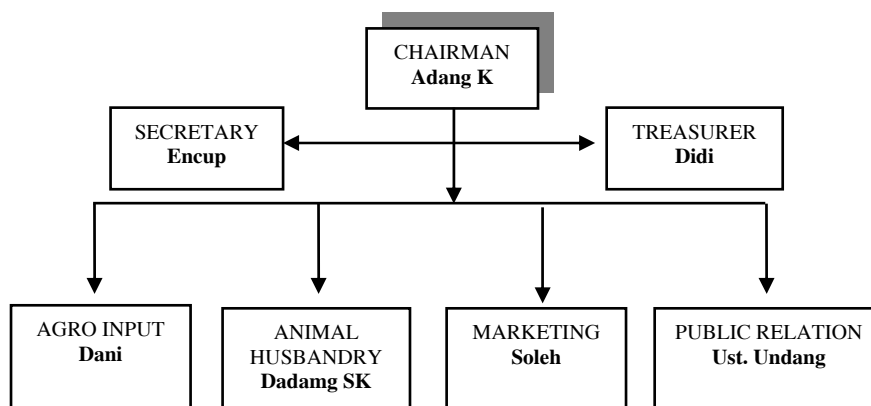 CHAIRMAN
Adang K
SECRETARY
Encup
TREASURER
Didi
AGRO INPUT
Dani
ANIMAL
HUSBANDRY
Dadamg SK
MARKETING
Soleh
PUBLIC RELATION
Ust. Undang